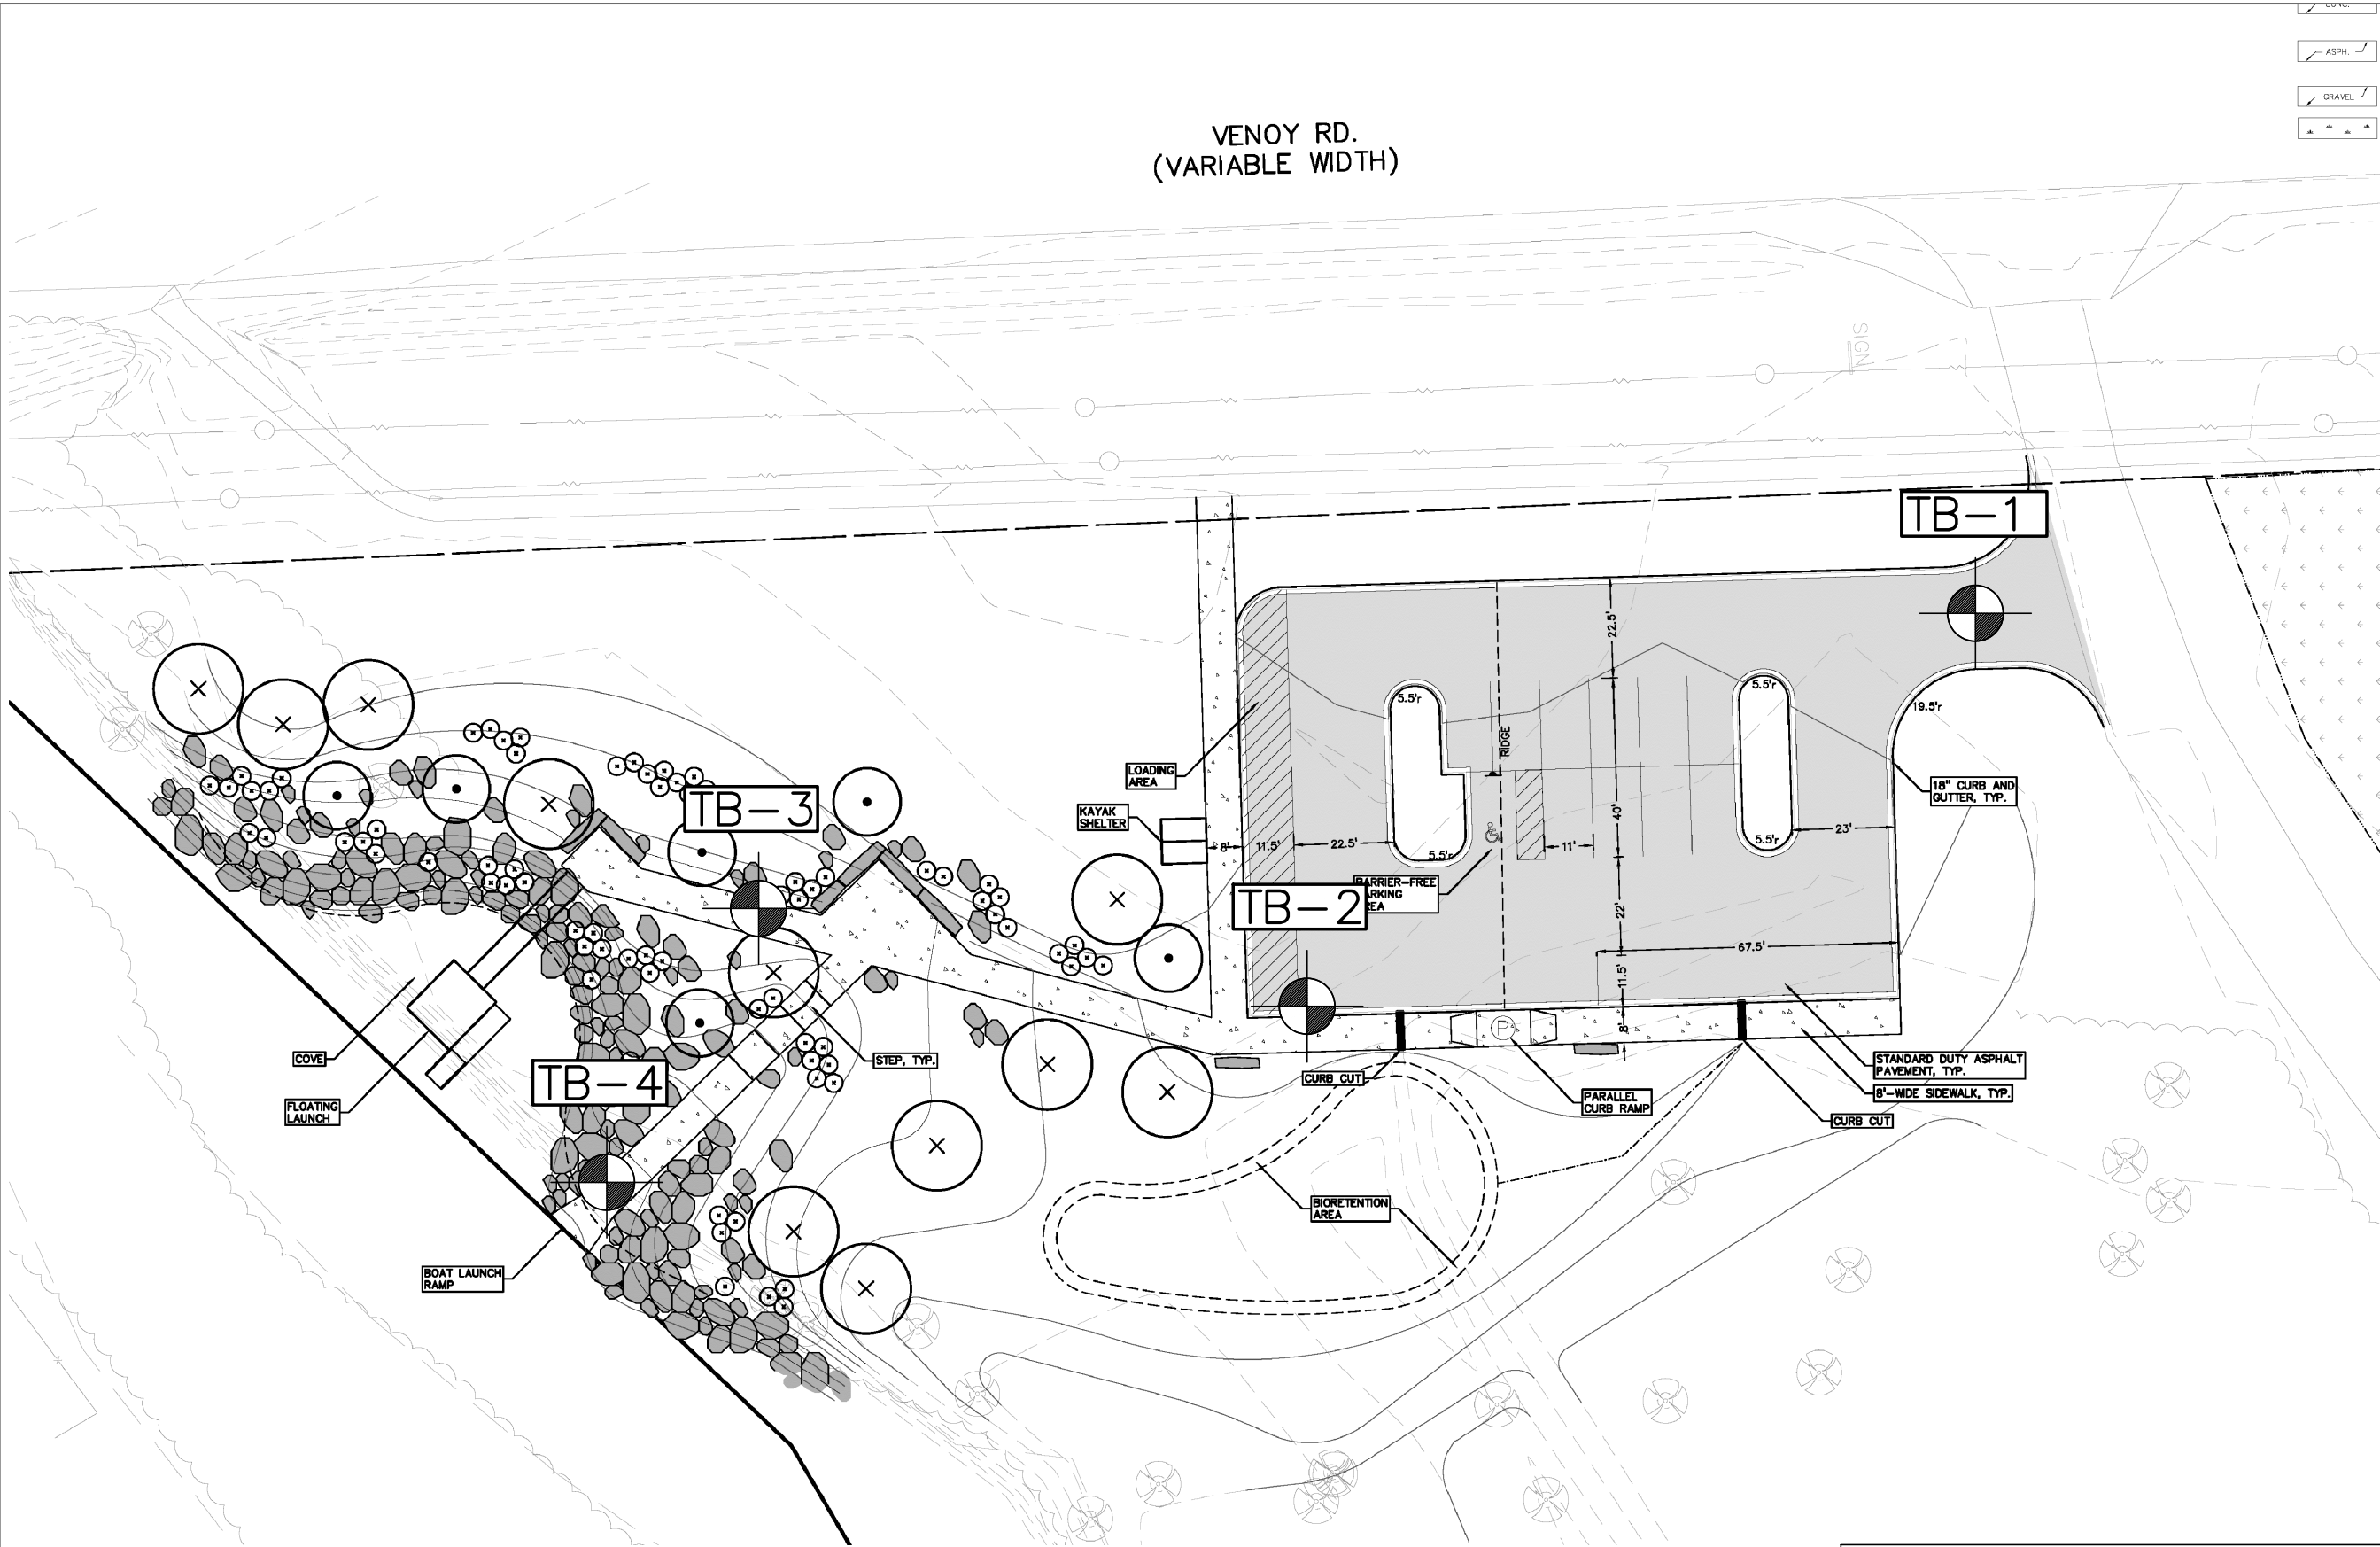 ASPH.
GRAVEL
VENOY RD.
(VARIABLE WIDTH)
SIGN
TB-1
22.5'
5.5'r
5.5'r
19.5'r
RIDGE
LOADING
AREA
18" CURB AND
GUTTER, TYP.
TB-3
KAYAK
SHELTER
40'
8'
11.5'
22.5'
5.5'r
11'
5.5'r
23'
TB-2
BARRIER-FREE
PARKING
AREA
22'
67.5'
11.5'
8'
P
COVE
STEP, TYP.
TB-4
STANDARD DUTY ASPHALT
PAVEMENT, TYP.
CURB CUT
8'-WIDE SIDEWALK, TYP.
PARALLEL
CURB RAMP
FLOATING
LAUNCH
CURB CUT
BIORETENTION
AREA
BOAT LAUNCH
RAMP